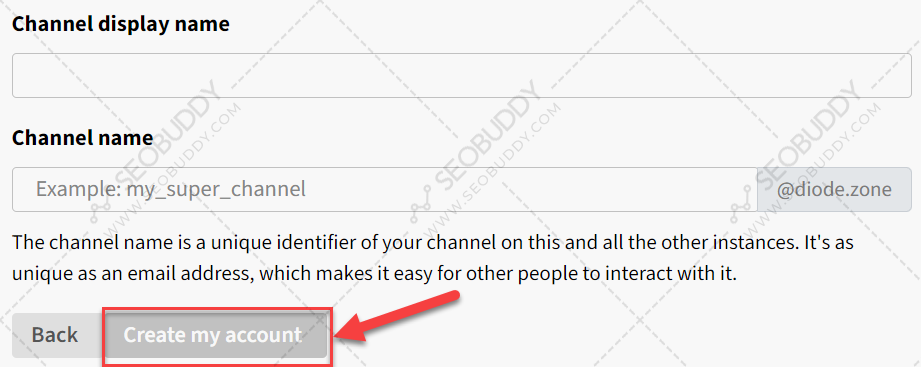 Channel display name
Channel name
Example: my_super_channel @diode.zone
The channel name is a unique identifier of your channel on this and all the other instances. It's as
unique as an email address, which makes it easy for other people to interact with it.
Back Create my account
SEOBUDDY
WWW.SEOBUDDY.COM
SEOBUDDY
WWW.SEOBUDDY.COM
SEOBUDDY
WWW.SEOBUDDY.COM